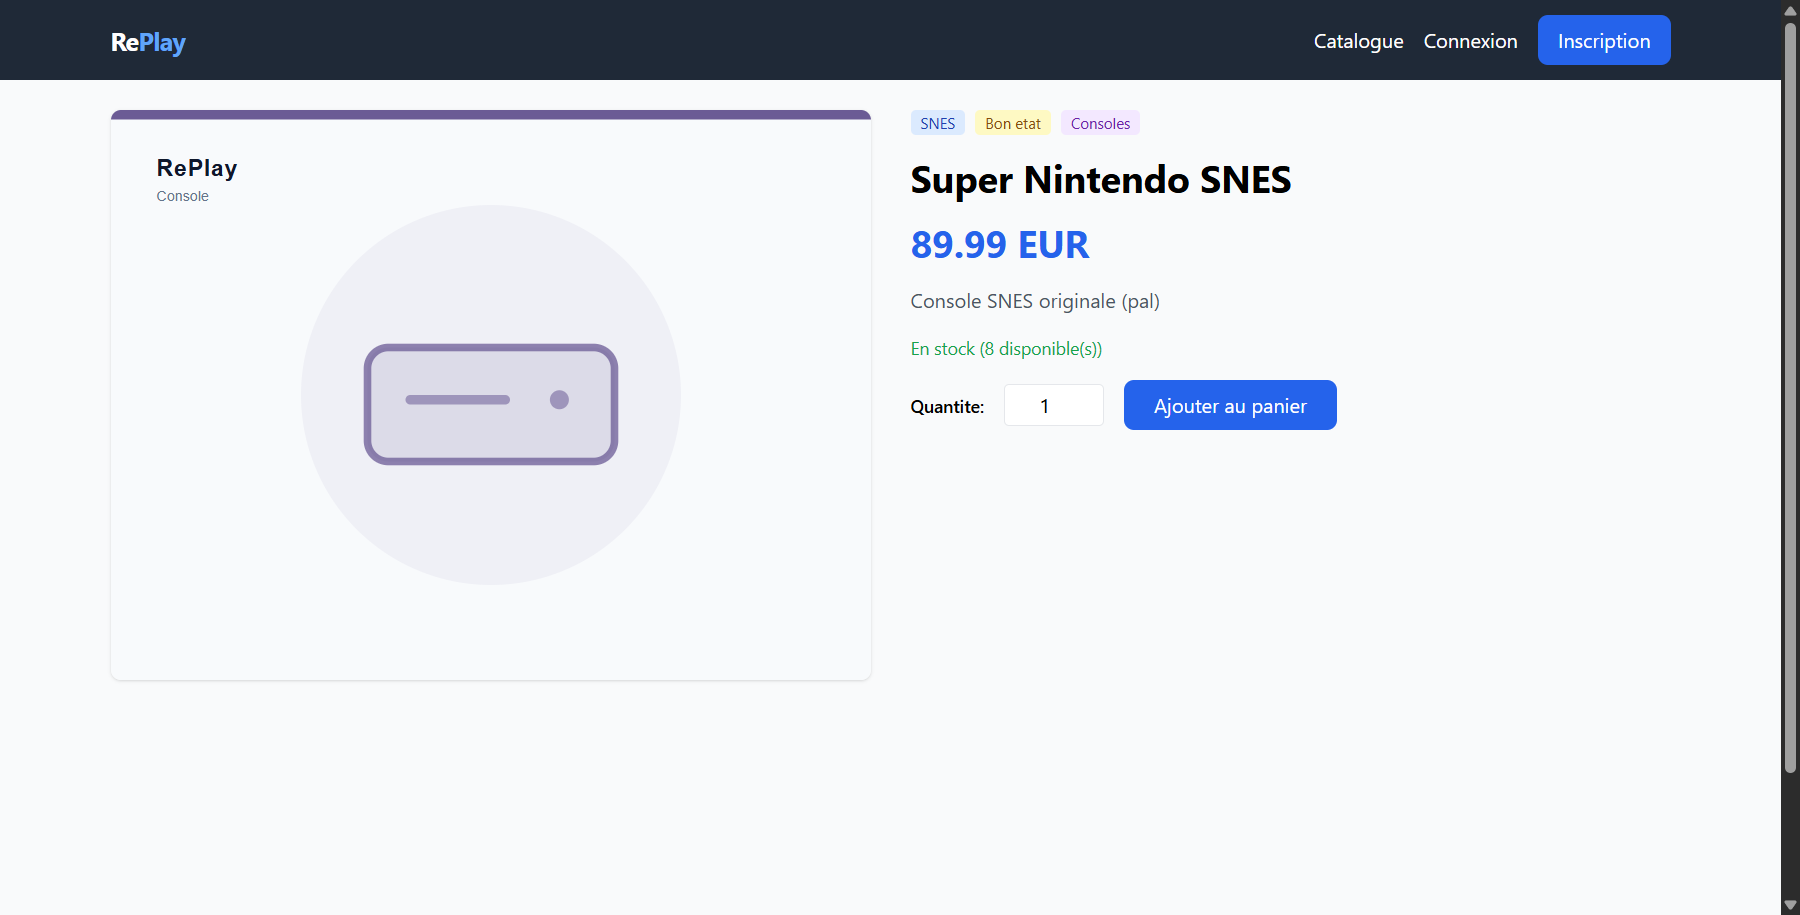 RePlay
Catalogue
Connexion
Inscription
RePlay
Console
SNES
Bon etat
Consoles
Super Nintendo SNES
89.99 EUR
Console SNES originale (pal)
En stock (8 disponible(s))
Quantite:
1
Ajouter au panier